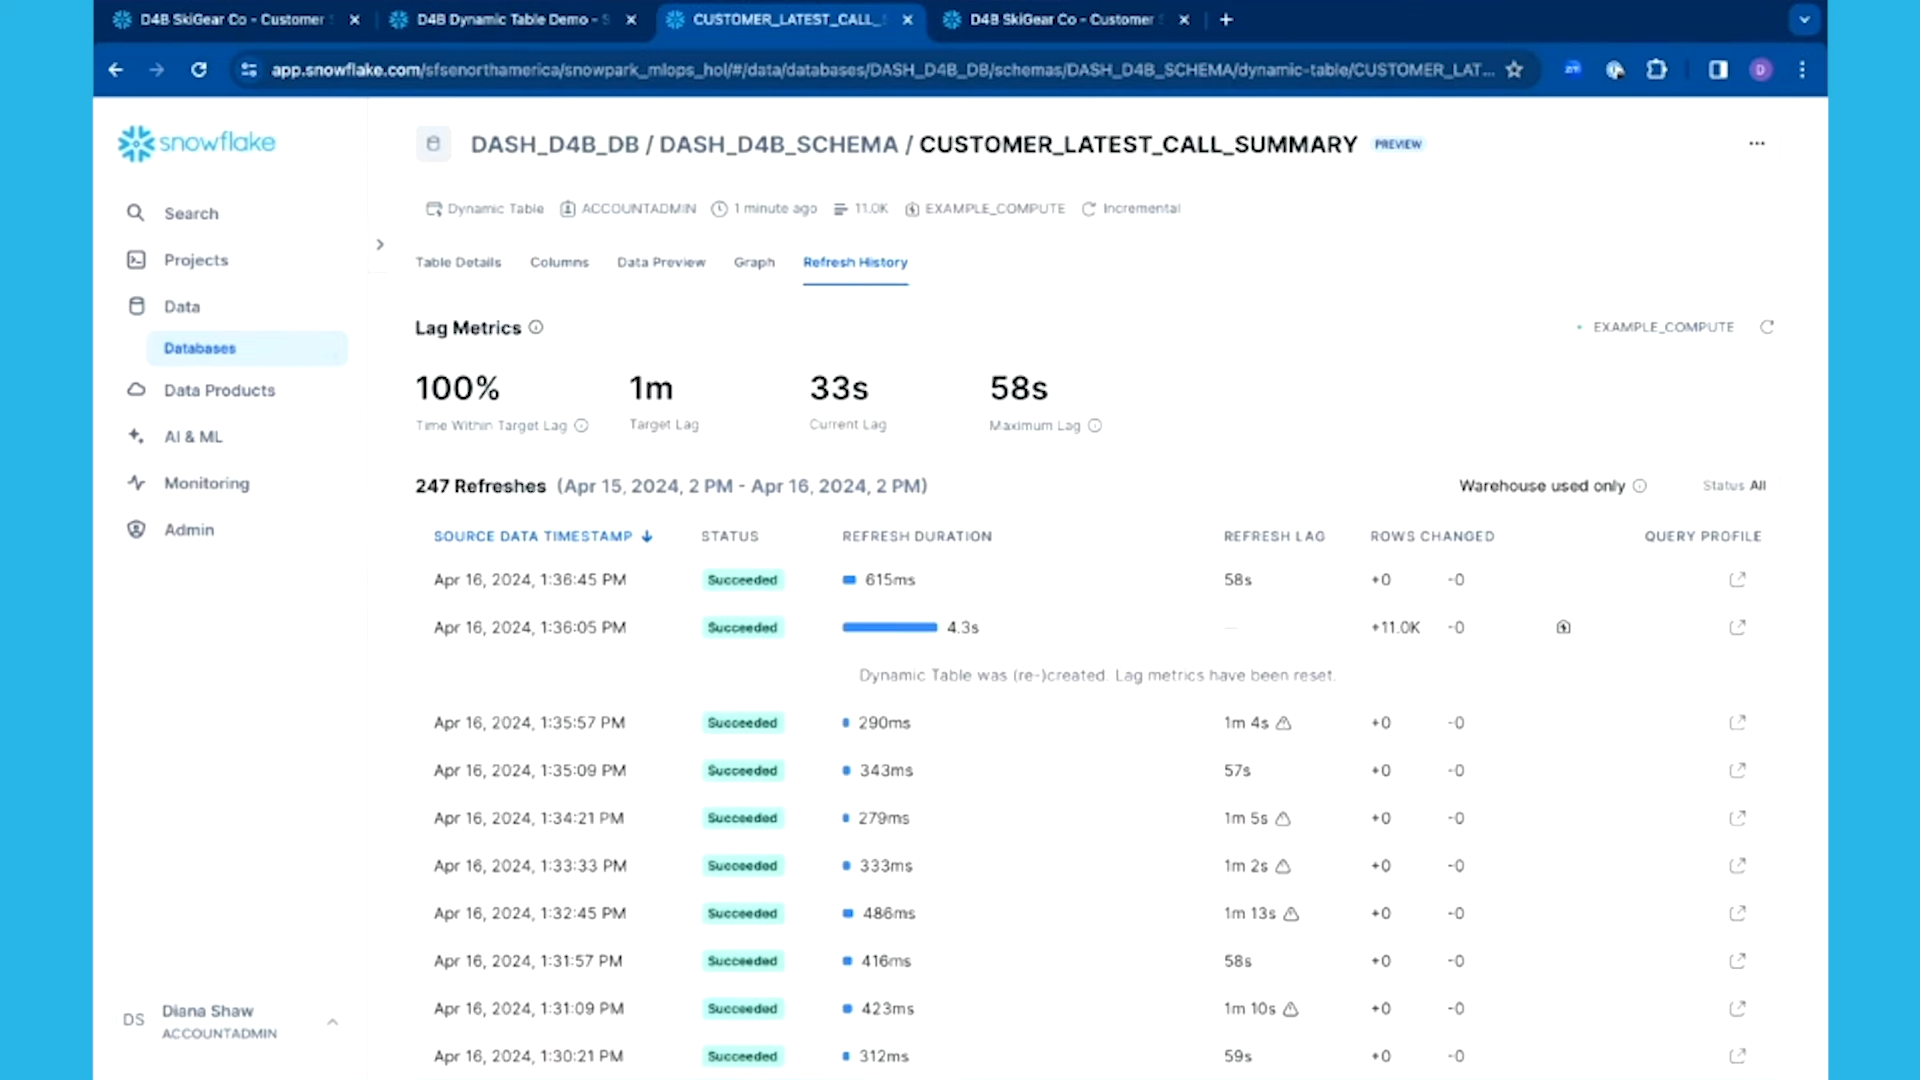 D4B SkiGear Co - Customer
D4B Dynamic Table Demo -
CUSTOMER_LATEST_CALL_
D4B SkiGear Co - Customer
app.snowflake.com/sfsenorthamerica/snowpark_mlops_hol/#/data/databases/DASH_D4B_DB/schemas/DASH_D4B_SCHEMA/dynamic-table/CUSTOMER_LAT...
D
snowflake
Search
Projects
Data
Databases
Data Products
AI & ML
Monitoring
Admin
DS
Diana Shaw
ACCOUNTADMIN
DASH_D4B_DB / DASH_D4B_SCHEMA / CUSTOMER_LATEST_CALL_SUMMARY PREVIEW
Dynamic Table ACCOUNTADMIN 1 minute ago 11.0K EXAMPLE_COMPUTE Incremental
Table Details Columns Data Preview Graph Refresh History
Lag Metrics
EXAMPLE_COMPUTE
100% 1m 33s 58s
Time Within Target Lag Target Lag Current Lag Maximum Lag
247 Refreshes (Apr 15, 2024, 2 PM - Apr 16, 2024, 2 PM)
Warehouse used only Status All
SOURCE DATA TIMESTAMP STATUS REFRESH DURATION REFRESH LAG ROWS CHANGED QUERY PROFILE
Apr 16, 2024, 1:36:45 PM Succeeded 615ms 58s +0 -0
Apr 16, 2024, 1:36:05 PM Succeeded 4.3s — +11.0K -0
Dynamic Table was (re-)created. Lag metrics have been reset.
Apr 16, 2024, 1:35:57 PM Succeeded 290ms 1m 4s +0 -0
Apr 16, 2024, 1:35:09 PM Succeeded 343ms 57s +0 -0
Apr 16, 2024, 1:34:21 PM Succeeded 279ms 1m 5s +0 -0
Apr 16, 2024, 1:33:33 PM Succeeded 333ms 1m 2s +0 -0
Apr 16, 2024, 1:32:45 PM Succeeded 486ms 1m 13s +0 -0
Apr 16, 2024, 1:31:57 PM Succeeded 416ms 58s +0 -0
Apr 16, 2024, 1:31:09 PM Succeeded 423ms 1m 10s +0 -0
Apr 16, 2024, 1:30:21 PM Succeeded 312ms 59s +0 -0